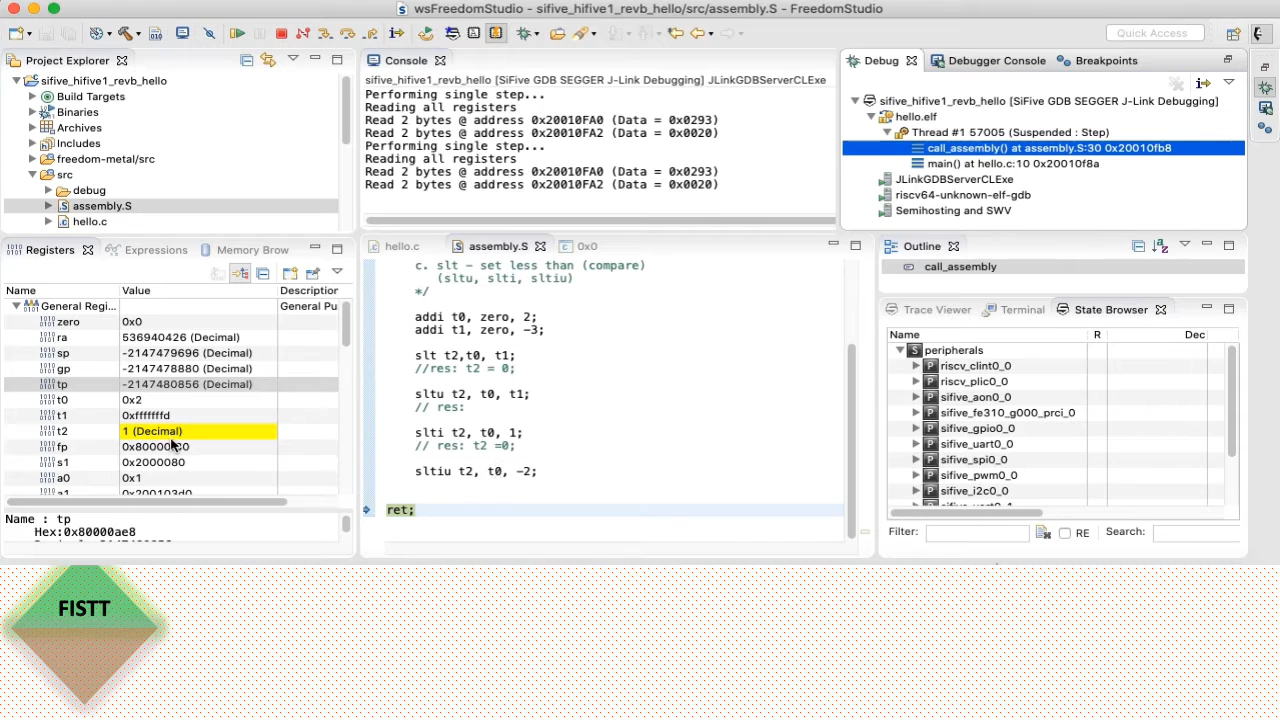 wsFreedomStudio - sifive_hifive1_revb_hello/src/assembly.S - FreedomStudio
Quick Access
Project Explorer
sifive_hifive1_revb_hello
Build Targets
Binaries
Archives
Includes
freedom-metal/src
src
debug
assembly.S
hello.c
Console
sifive_hifive1_revb_hello [SiFive GDB SEGGER J-Link Debugging] JLinkGDBServerCLExe
Performing single step...
Reading all registers
Read 2 bytes @ address 0x20010FA0 (Data = 0x0293)
Read 2 bytes @ address 0x20010FA2 (Data = 0x0020)
Performing single step...
Reading all registers
Read 2 bytes @ address 0x20010FA0 (Data = 0x0293)
Read 2 bytes @ address 0x20010FA2 (Data = 0x0020)
Debug
Debugger Console
Breakpoints
sifive_hifive1_revb_hello [SiFive GDB SEGGER J-Link Debugging]
hello.elf
Thread #1 57005 (Suspended : Step)
call_assembly() at assembly.S:30 0x20010fb8
main() at hello.c:10 0x20010f8a
JLinkGDBServerCLExe
riscv64-unknown-elf-gdb
Semihosting and SWV
Registers
Expressions
Memory Brow
Name Value Description
General Regi... General Pu
zero 0x0
ra 536940426 (Decimal)
sp -2147479696 (Decimal)
gp -2147478880 (Decimal)
tp -2147480856 (Decimal)
t0 0x2
t1 0xfffffffd
t2 1 (Decimal)
fp
s1 0x2000080
a0 0x1
a1 0x200103d0
Name : tp
Hex:0x80000ae8
hello.c
assembly.S
0x0
c. slt - set less than (compare)
(sltu, slti, sltiu)
*/
addi t0, zero, 2;
addi t1, zero, -3;
slt t2,t0, t1;
//res: t2 = 0;
sltu t2, t0, t1;
// res:
slti t2, t0, 1;
// res: t2 =0;
sltiu t2, t0, -2;
ret;
Outline
call_assembly
Trace Viewer
Terminal
State Browser
Name R Dec
peripherals
riscv_clint0_0
riscv_plic0_0
sifive_aon0_0
sifive_fe310_g000_prci_0
sifive_gpio0_0
sifive_uart0_0
sifive_spi0_0
sifive_pwm0_0
sifive_i2c0_0
Filter: RE Search:
FISTT